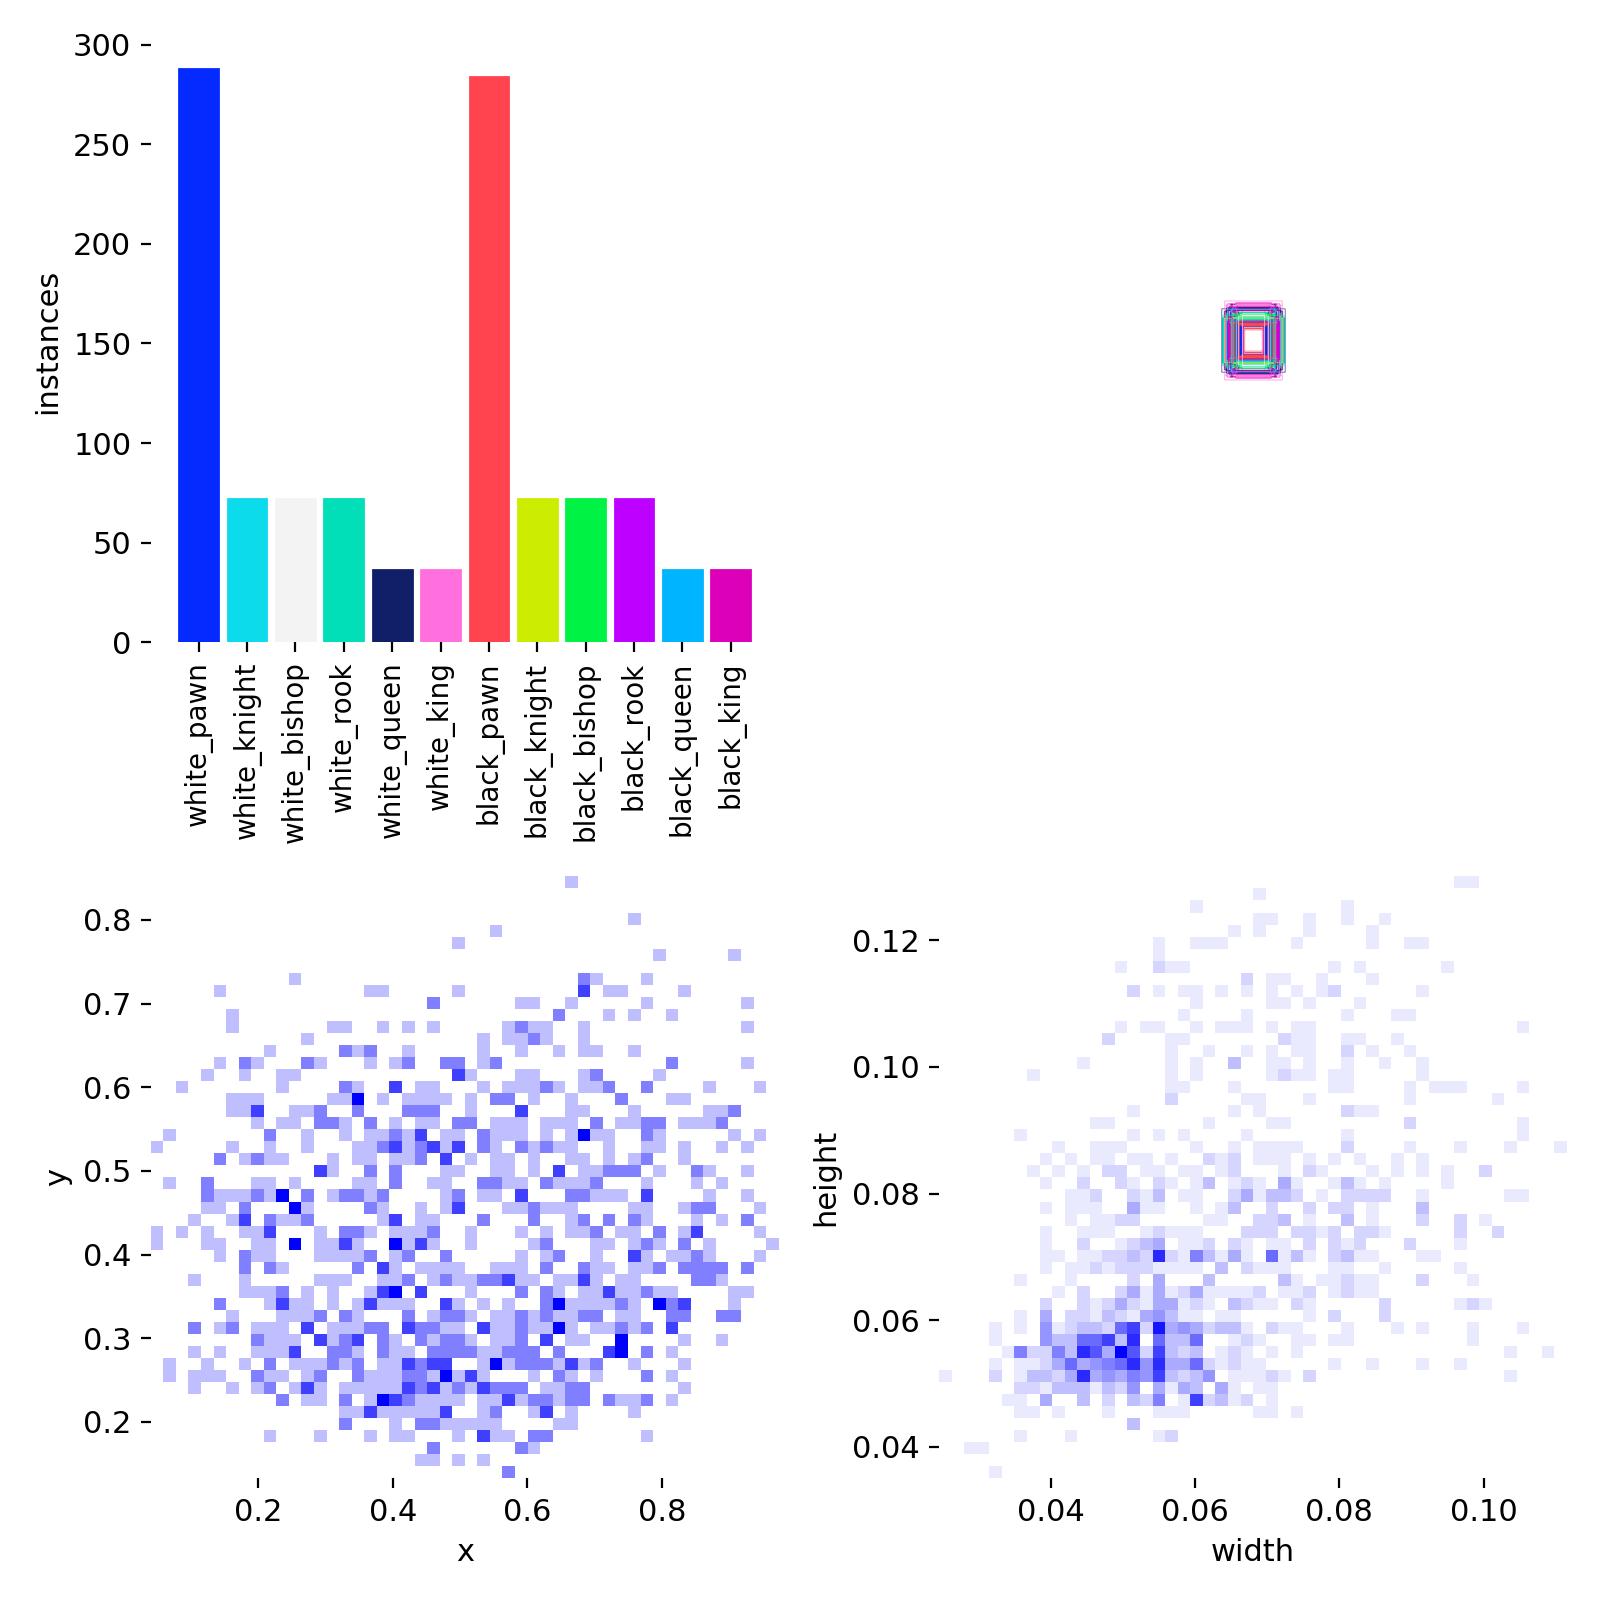 300
250
200
150
100
50
0
instances
white_pawn
white_knight
white_bishop
white_rook
white_queen
white_king
black_pawn
black_knight
black_bishop
black_rook
black_queen
black_king
0.8
0.7
0.6
0.5
0.4
0.3
0.2
y
0.2 0.4 0.6 0.8
x
0.12
0.10
0.08
0.06
0.04
height
0.04 0.06 0.08 0.10
width